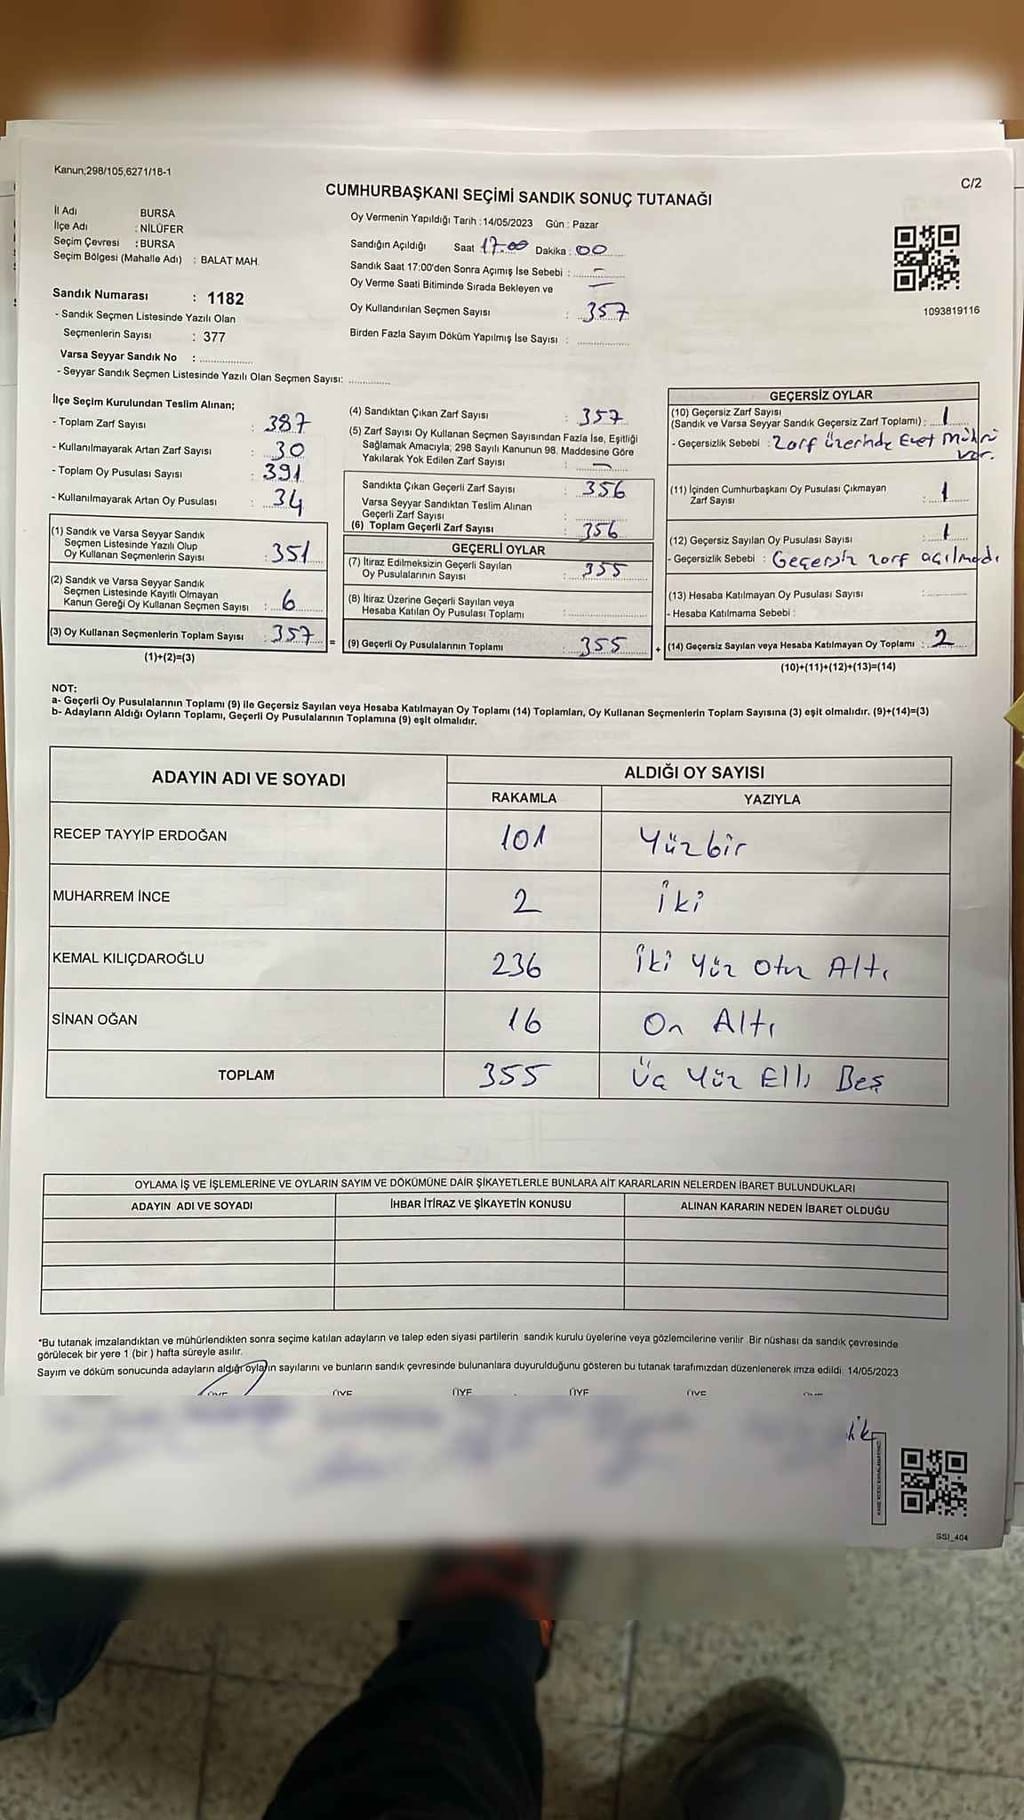 Kanun;298/105,6271/18-1
C/2
CUMHURBAŞKANI SEÇİMİ SANDIK SONUÇ TUTANAĞI
İl Adı BURSA
İlçe Adı : NİLÜFER
Seçim Çevresi : BURSA
Seçim Bölgesi (Mahalle Adı) : BALAT MAH.
Sandık Numarası : 1182
- Sandık Seçmen Listesinde Yazılı Olan
Seçmenlerin Sayısı : 377
Varsa Seyyar Sandık No :
- Seyyar Sandık Seçmen Listesinde Yazılı Olan Seçmen Sayısı:
Oy Vermenin Yapıldığı Tarih : 14/05/2023 Gün : Pazar
Sandığın Açıldığı Saat 17:00 Dakika : 00
Sandık Saat 17:00'den Sonra Açımış İse Sebebi : -
Oy Verme Saati Bitiminde Sırada Bekleyen ve -
Oy Kullandırılan Seçmen Sayısı : 357
Birden Fazla Sayım Döküm Yapılmış İse Sayısı :
1093819116
İlçe Seçim Kurulundan Teslim Alınan;
- Toplam Zarf Sayısı : 387
- Kullanılmayarak Artan Zarf Sayısı : 30
- Toplam Oy Pusulası Sayısı : 391
- Kullanılmayarak Artan Oy Pusulası : 34
(1) Sandık ve Varsa Seyyar Sandık
Seçmen Listesinde Yazılı Olup
Oy Kullanan Seçmenlerin Sayısı : 351
(2) Sandık ve Varsa Seyyar Sandık
Seçmen Listesinde Kayıtlı Olmayan
Kanun Gereği Oy Kullanan Seçmen Sayısı : 6
(3) Oy Kullanan Seçmenlerin Toplam Sayısı : 357 =
(1)+(2)=(3)
(4) Sandıktan Çıkan Zarf Sayısı : 357
(5) Zarf Sayısı Oy Kullanan Seçmen Sayısından Fazla İse, Eşitliği
Sağlamak Amacıyla; 298 Sayılı Kanunun 98. Maddesine Göre
Yakılarak Yok Edilen Zarf Sayısı : -
Sandıkta Çıkan Geçerli Zarf Sayısı : 356
Varsa Seyyar Sandıktan Teslim Alınan
Geçerli Zarf Sayısı :
(6) Toplam Geçerli Zarf Sayısı : 356
GEÇERLİ OYLAR
(7) İtiraz Edilmeksizin Geçerli Sayılan
Oy Pusulalarının Sayısı : 355
(8) İtiraz Üzerine Geçerli Sayılan veya
Hesaba Katılan Oy Pusulası Toplamı :
(9) Geçerli Oy Pusulalarının Toplamı : 355 +
GEÇERSİZ OYLAR
(10) Geçersiz Zarf Sayısı
(Sandık ve Varsa Seyyar Sandık Geçersiz Zarf Toplamı) : 1
- Geçersizlik Sebebi : Zarf üzerinde Evet Mührü
var.
(11) İçinden Cumhurbaşkanı Oy Pusulası Çıkmayan
Zarf Sayısı : 1
(12) Geçersiz Sayılan Oy Pusulası Sayısı : 1
- Geçersizlik Sebebi : Geçersiz zarf açılmadı
(13) Hesaba Katılmayan Oy Pusulası Sayısı :
- Hesaba Katılmama Sebebi :
(14) Geçersiz Sayılan veya Hesaba Katılmayan Oy Toplamı : 2
(10)+(11)+(12)+(13)=(14)
NOT:
a- Geçerli Oy Pusulalarının Toplamı (9) ile Geçersiz Sayılan veya Hesaba Katılmayan Oy Toplamı (14) Toplamları, Oy Kullanan Seçmenlerin Toplam Sayısına (3) eşit olmalıdır. (9)+(14)=(3)
b- Adayların Aldığı Oyların Toplamı, Geçerli Oy Pusulalarının Toplamına (9) eşit olmalıdır.
ADAYIN ADI VE SOYADI
ALDIĞI OY SAYISI
RAKAMLA YAZIYLA
RECEP TAYYİP ERDOĞAN 101 Yüzbir
MUHARREM İNCE 2 İki
KEMAL KILIÇDAROĞLU 236 İki Yüz Otuz Altı
SİNAN OĞAN 16 On Altı
TOPLAM 355 Üç Yüz Elli Beş
OYLAMA İŞ VE İŞLEMLERİNE VE OYLARIN SAYIM VE DÖKÜMÜNE DAİR ŞİKAYETLERLE BUNLARA AİT KARARLARIN NELERDEN İBARET BULUNDUKLARI
ADAYIN ADI VE SOYADI İHBAR İTİRAZ VE ŞİKAYETİN KONUSU ALINAN KARARIN NEDEN İBARET OLDUĞU
*Bu tutanak imzalandıktan ve mühürlendikten sonra seçime katılan adayların ve talep eden siyasi partilerin sandık kurulu üyelerine veya gözlemcilerine verilir. Bir nüshası da sandık çevresinde
görülecek bir yere 1 (bir) hafta süreyle asılır.
Sayım ve döküm sonucunda adayların aldığı oyların sayılarını ve bunların sandık çevresinde bulunanlara duyurulduğunu gösteren bu tutanak tarafımızdan düzenlenerek imza edildi. 14/05/2023
ÜYE ÜYE ÜYE ÜYE
SSI_404